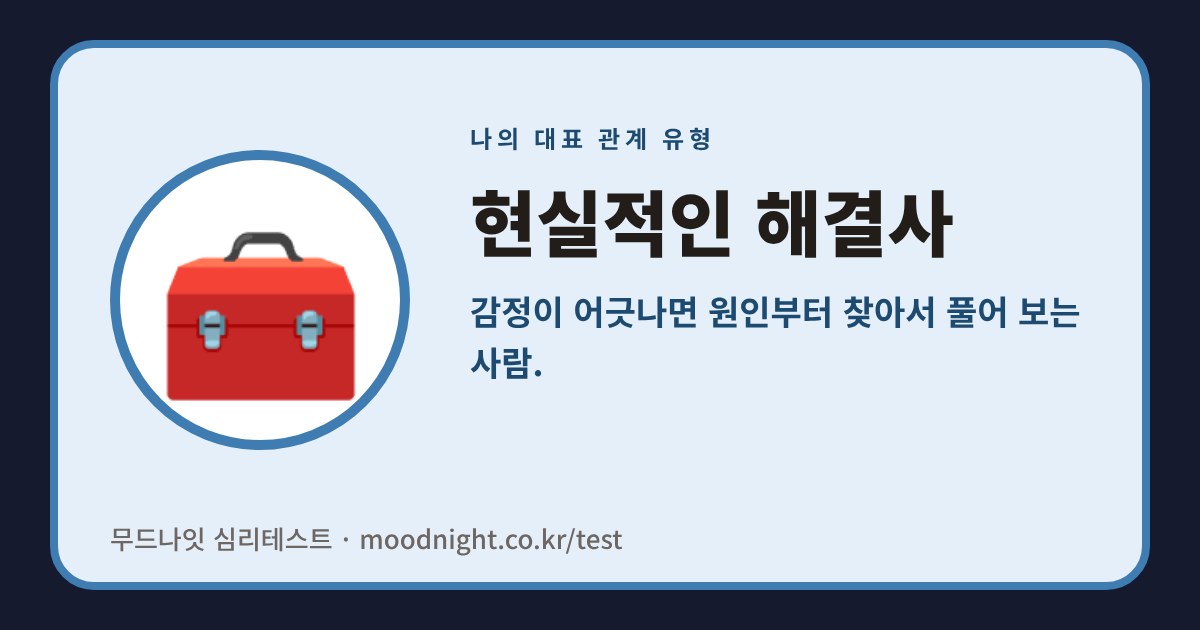 나의 대표 관계 유형
현실적인 해결사
감정이 어긋나면 원인부터 찾아서 풀어 보는
사람.
무드나잇 심리테스트 · moodnight.co.kr/test